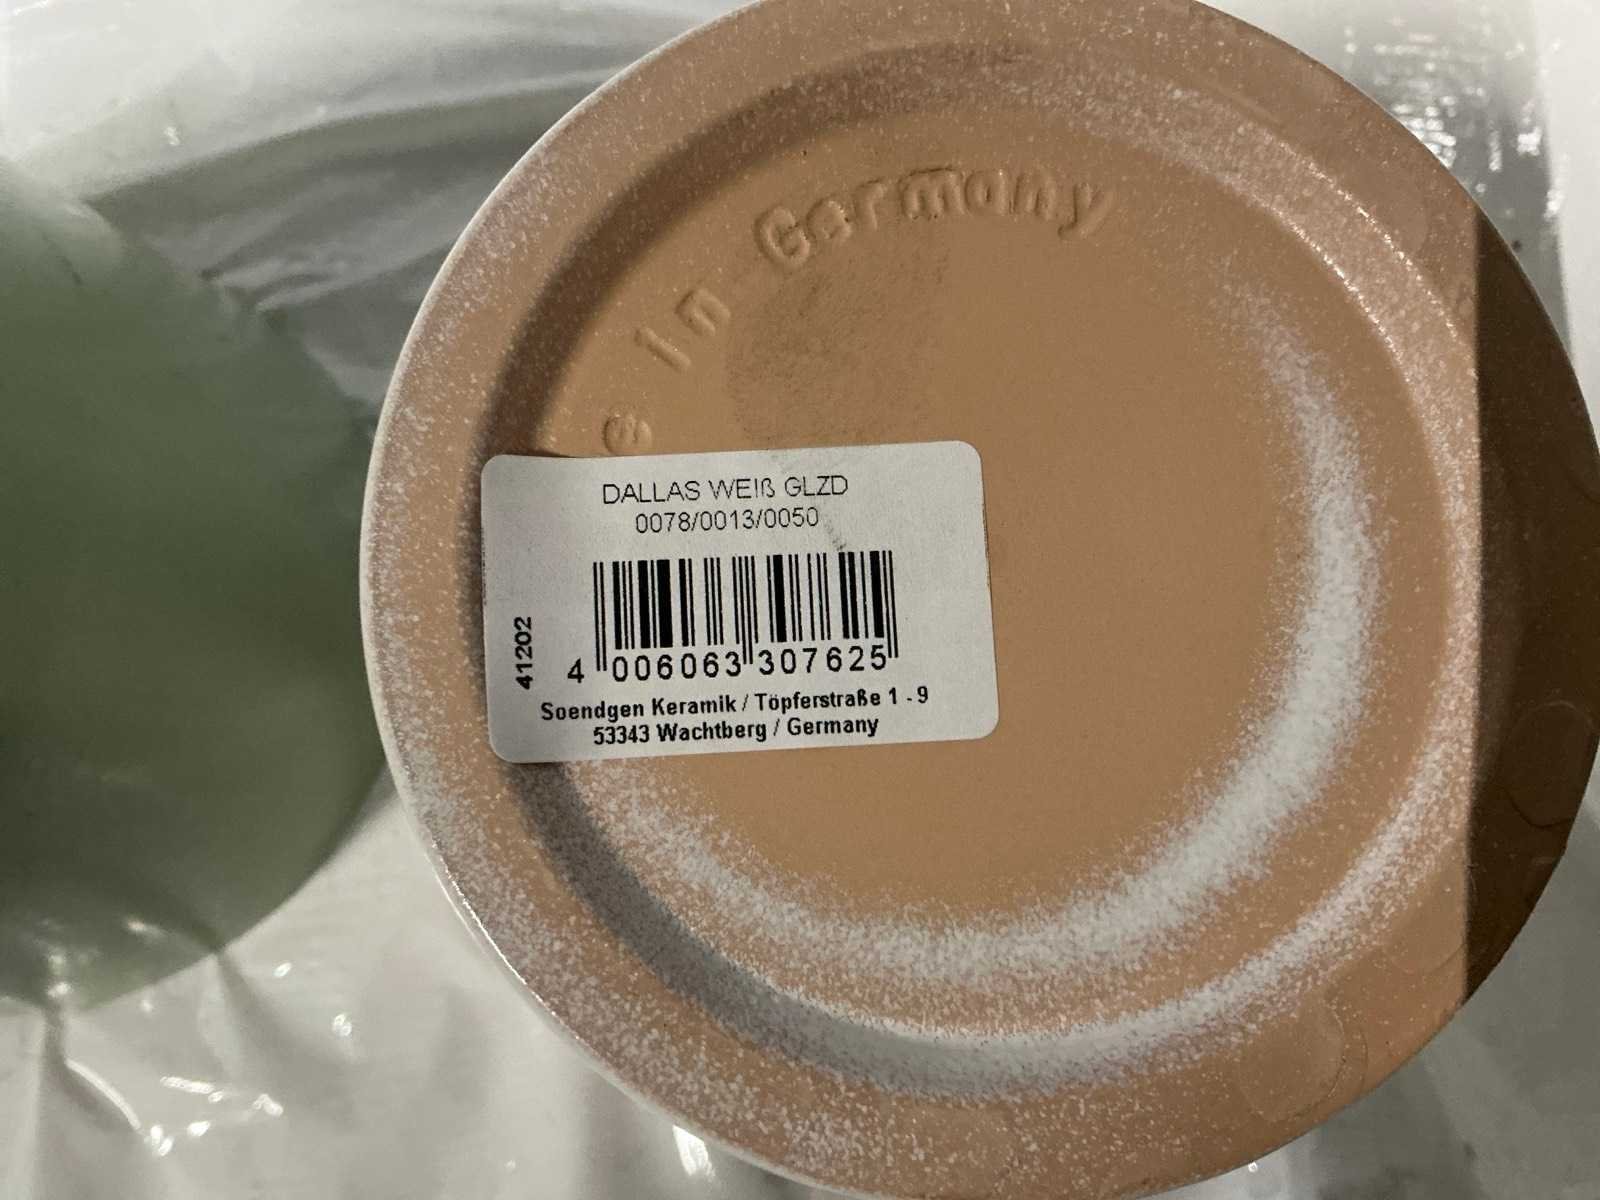 e in Germany
DALLAS WEIß GLZD
0078/0013/0050
41202
4 006063 307625
Soendgen Keramik / Töpferstraße 1 - 9
53343 Wachtberg / Germany